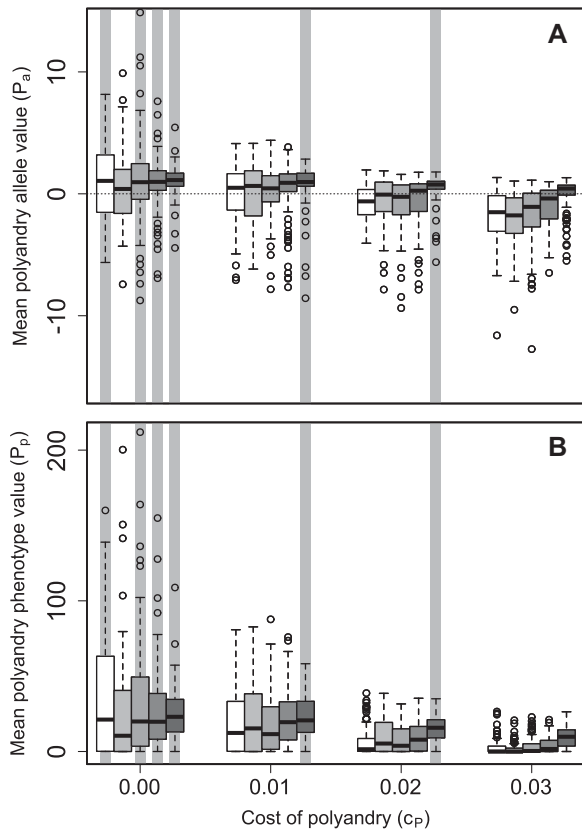 A
Mean polyandry allele value (Pa)
10
0
-10
B
Mean polyandry phenotype value (Pp)
200
100
0
0.00 0.01 0.02 0.03
Cost of polyandry (cP)